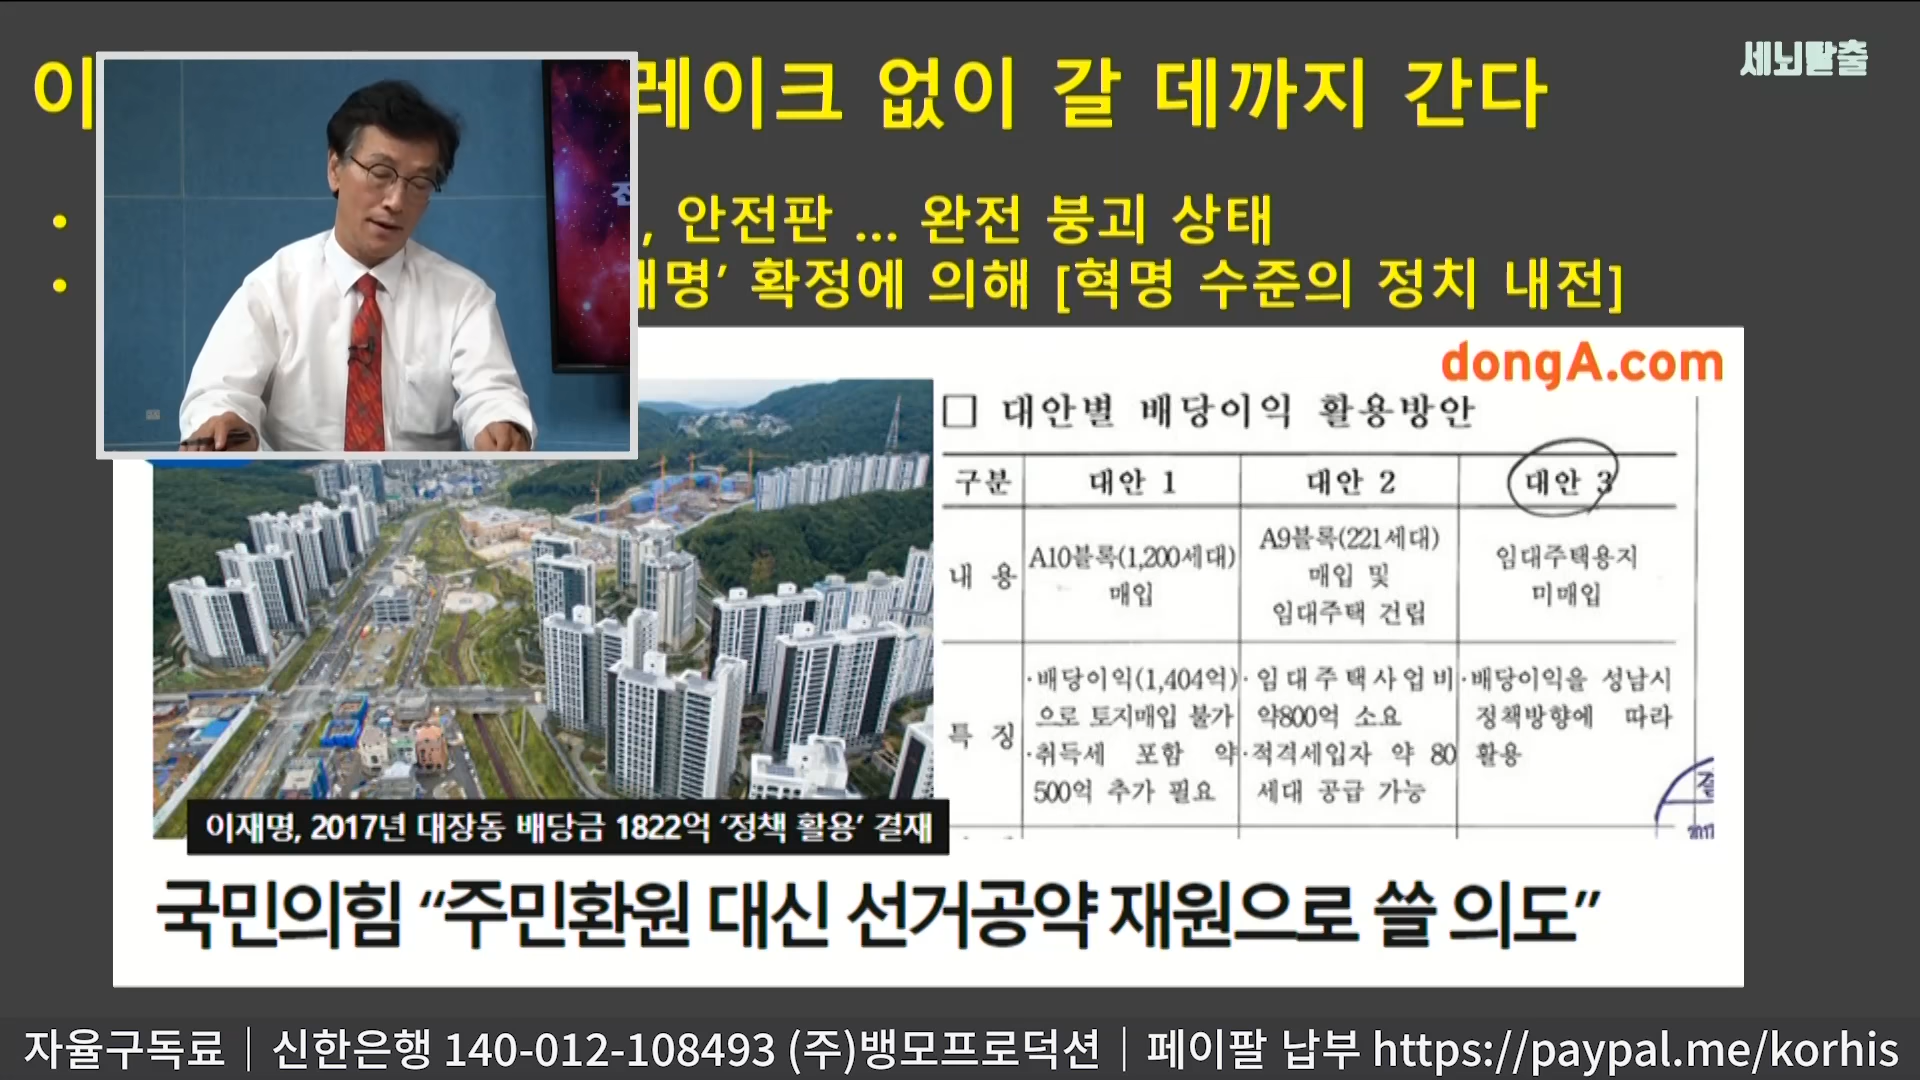 세뇌탈출
이 레이크 없이 갈 데까지 간다
• , 안전판 ... 완전 붕괴 상태
• 재명’ 확정에 의해 [혁명 수준의 정치 내전]
dongA.com
□ 대안별 배당이익 활용방안
구분 대안 1 대안 2 대안 3
내 용 A10블록(1,200세대) 매입 A9블록(221세대) 매입 및 임대주택 건립 임대주택용지 미매입
특 징 ·배당이익(1,404억)으로 토지매입 불가 ·취득세 포함 약 500억 추가 필요 ·임대주택사업비 약800억 소요 ·적격세입자 약 80세대 공급 가능 ·배당이익을 성남시 정책방향에 따라 활용
이재명, 2017년 대장동 배당금 1822억 ‘정책 활용’ 결재
국민의힘 “주민환원 대신 선거공약 재원으로 쓸 의도”
자율구독료│신한은행 140-012-108493 (주)뱅모프로덕션│페이팔 납부 https://paypal.me/korhis